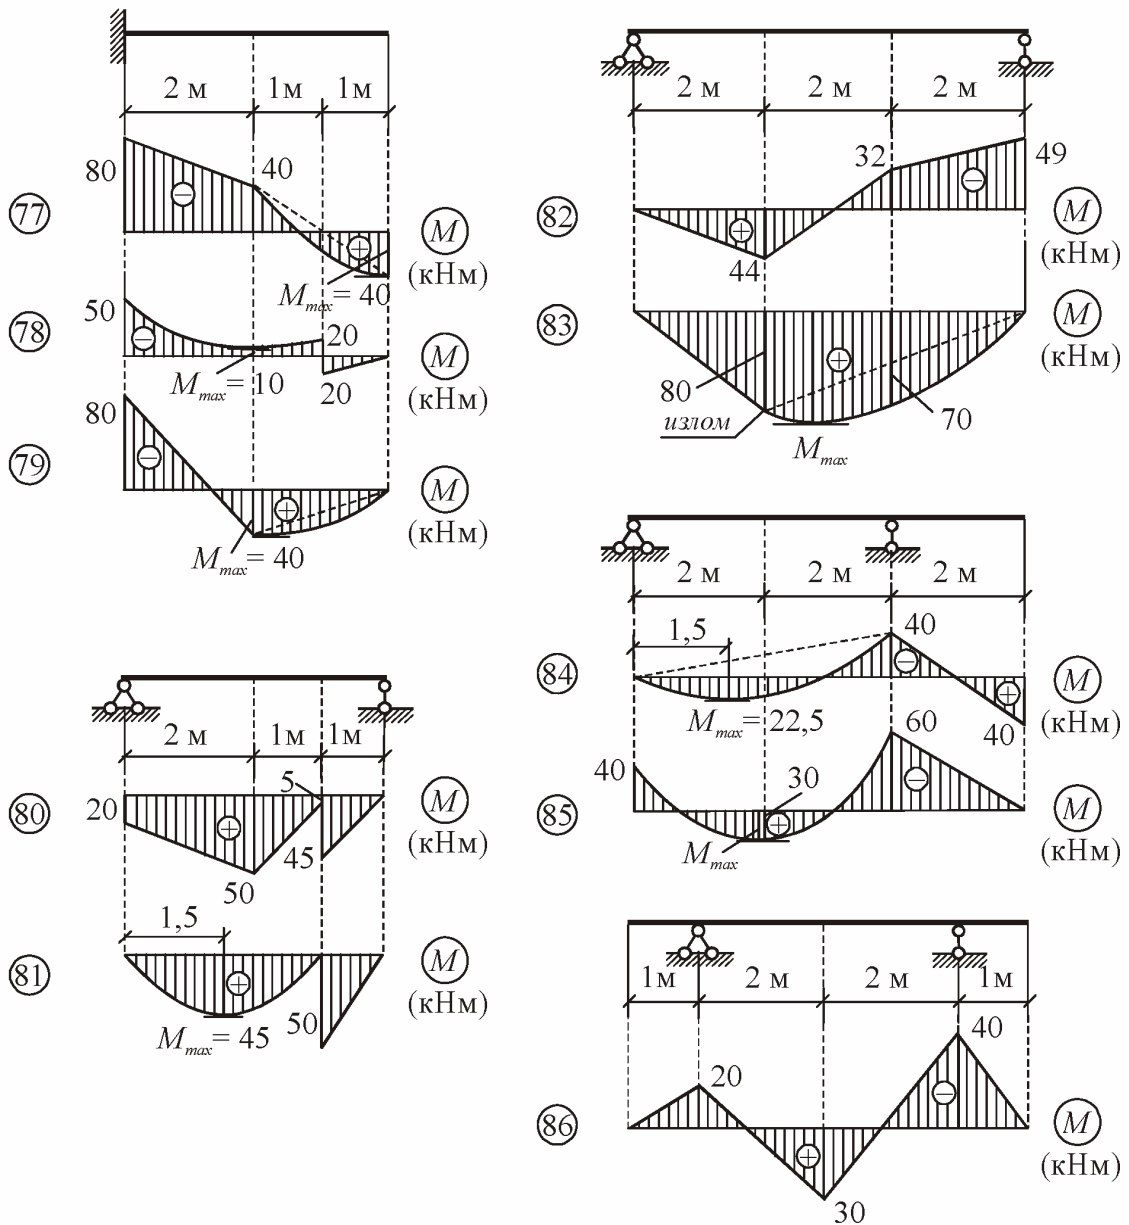 2 м 1м 1м
80 40
77 − + M
(кНм)
Mmax= 40
50 20
78 − M
(кНм)
Mmax= 10 20
80
79 − + M
(кНм)
Mmax= 40
2 м 1м 1м
5
80 20 + M
(кНм)
45
50
1,5
81 + M
(кНм)
50
Mmax= 45
2 м 2 м 2 м
32 49
82 + − M
(кНм)
44
83 + M
(кНм)
80 70
излом
Mmax
2 м 2 м 2 м
1,5 40
84 − + M
(кНм)
Mmax= 22,5 40
60
40 30
85 + − M
(кНм)
Mmax
1м 2 м 2 м 1м
20 40
86 + − M
(кНм)
30